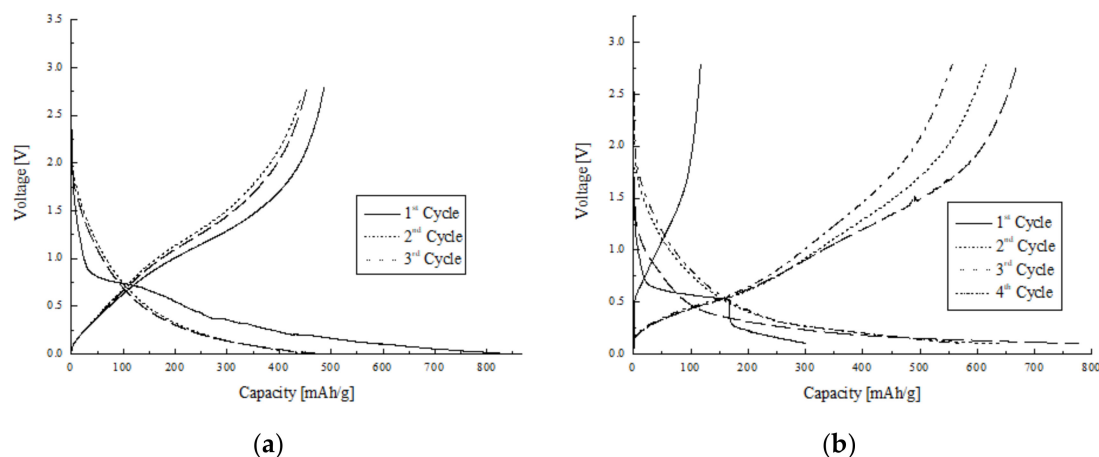 3.5
3.0
2.5
2.0
1.5
1.0
0.5
0.0
Voltage [V]
0 100 200 300 400 500 600 700 800
Capacity [mAh/g]
1st Cycle
2nd Cycle
3rd Cycle
(a)
3.0
2.5
2.0
1.5
1.0
0.5
0.0
Voltage [V]
0 100 200 300 400 500 600 700 800
Capacity [mAh/g]
1st Cycle
2nd Cycle
3rd Cycle
4th Cycle
(b)